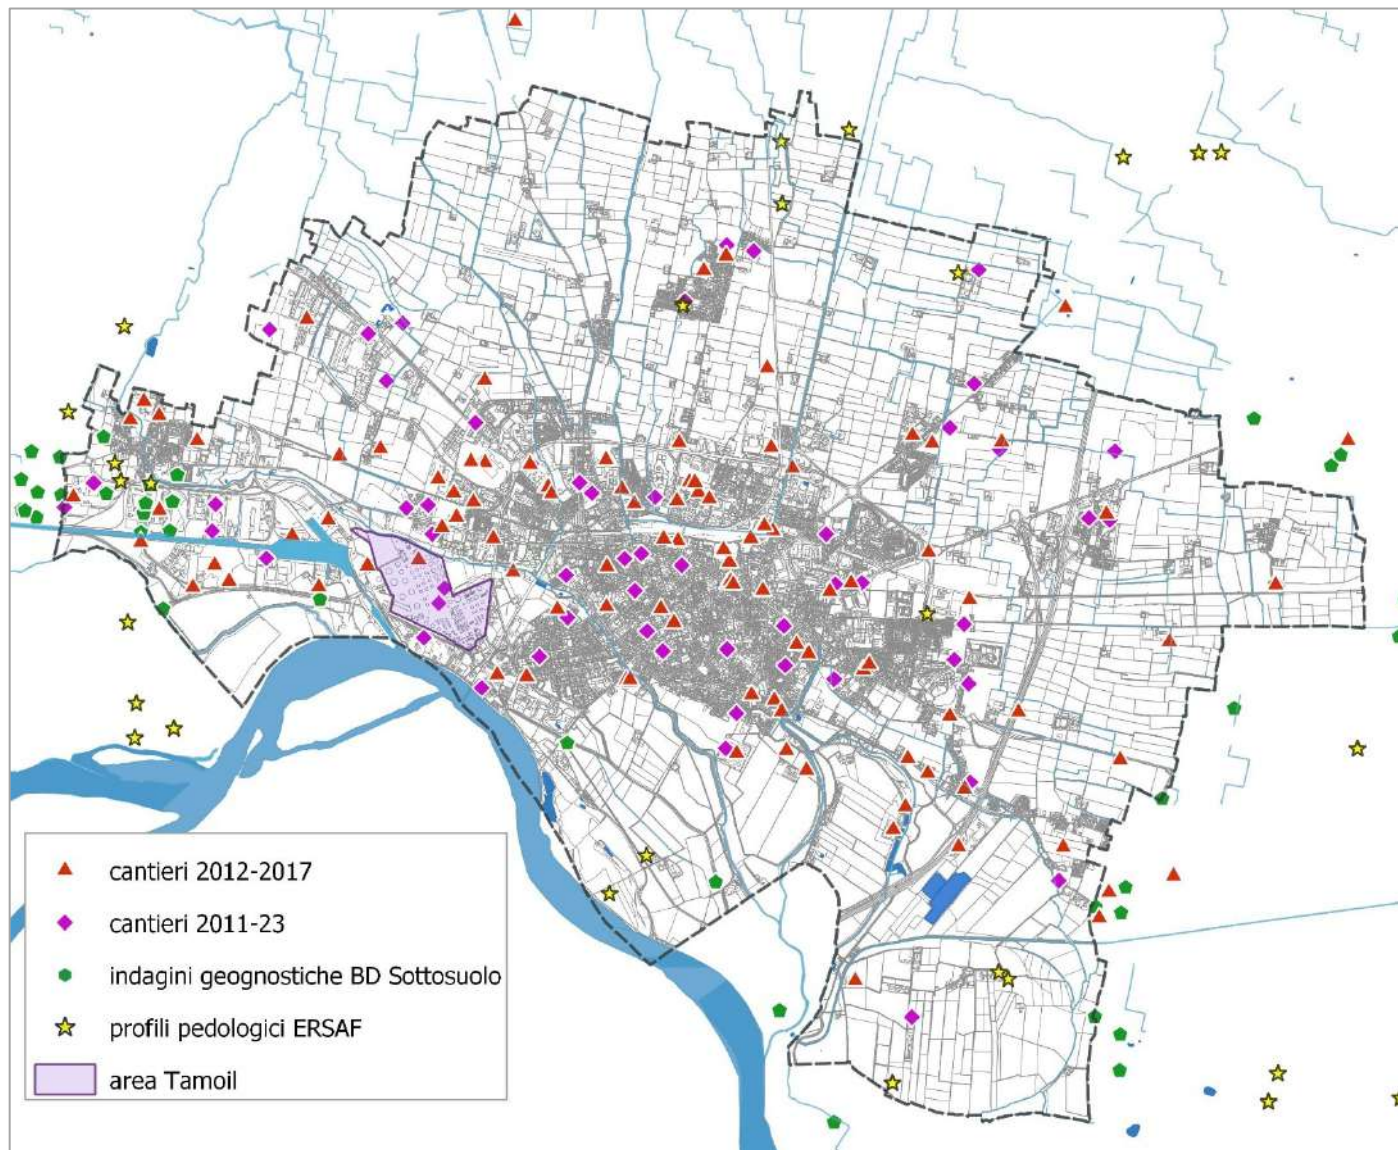 cantieri 2012-2017
cantieri 2011-23
indagini geognostiche BD Sottosuolo
profili pedologici ERSAF
area Tamoil